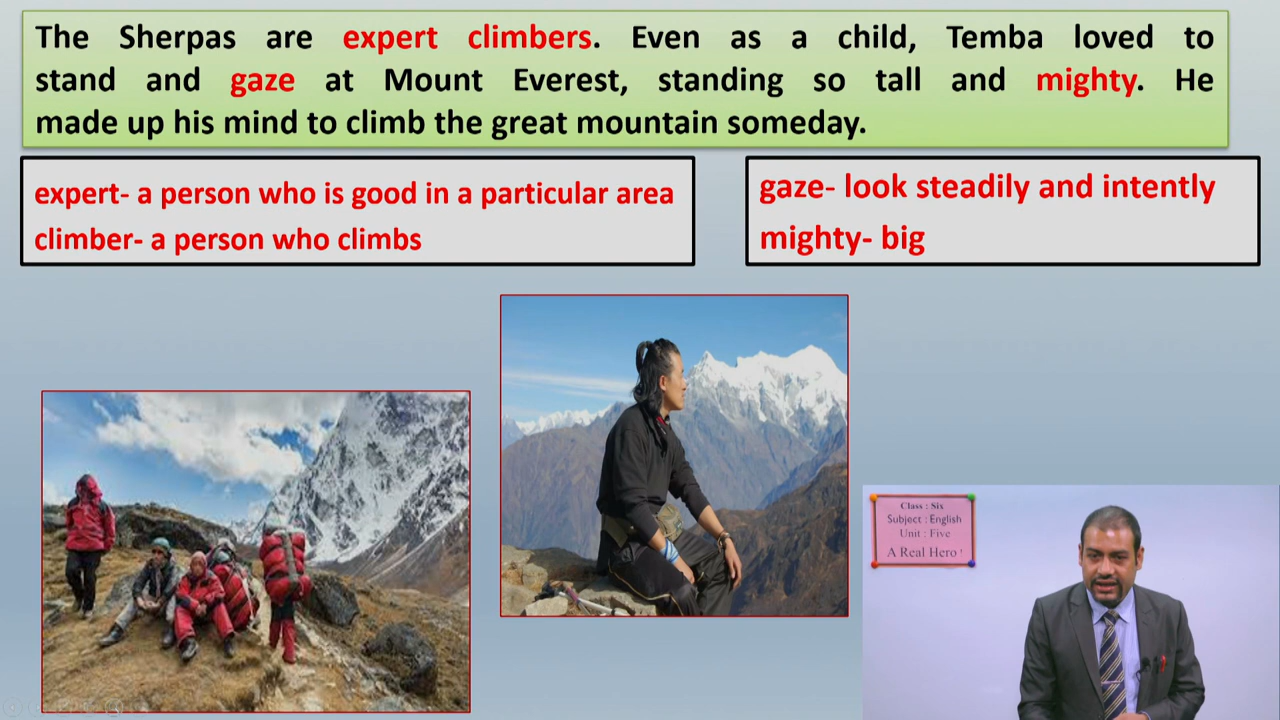 The Sherpas are expert climbers. Even as a child, Temba loved to
stand and gaze at Mount Everest, standing so tall and mighty. He
made up his mind to climb the great mountain someday.
expert- a person who is good in a particular area
climber- a person who climbs
gaze- look steadily and intently
mighty- big
Class : Six
Subject : English
Unit : Five
A Real Hero